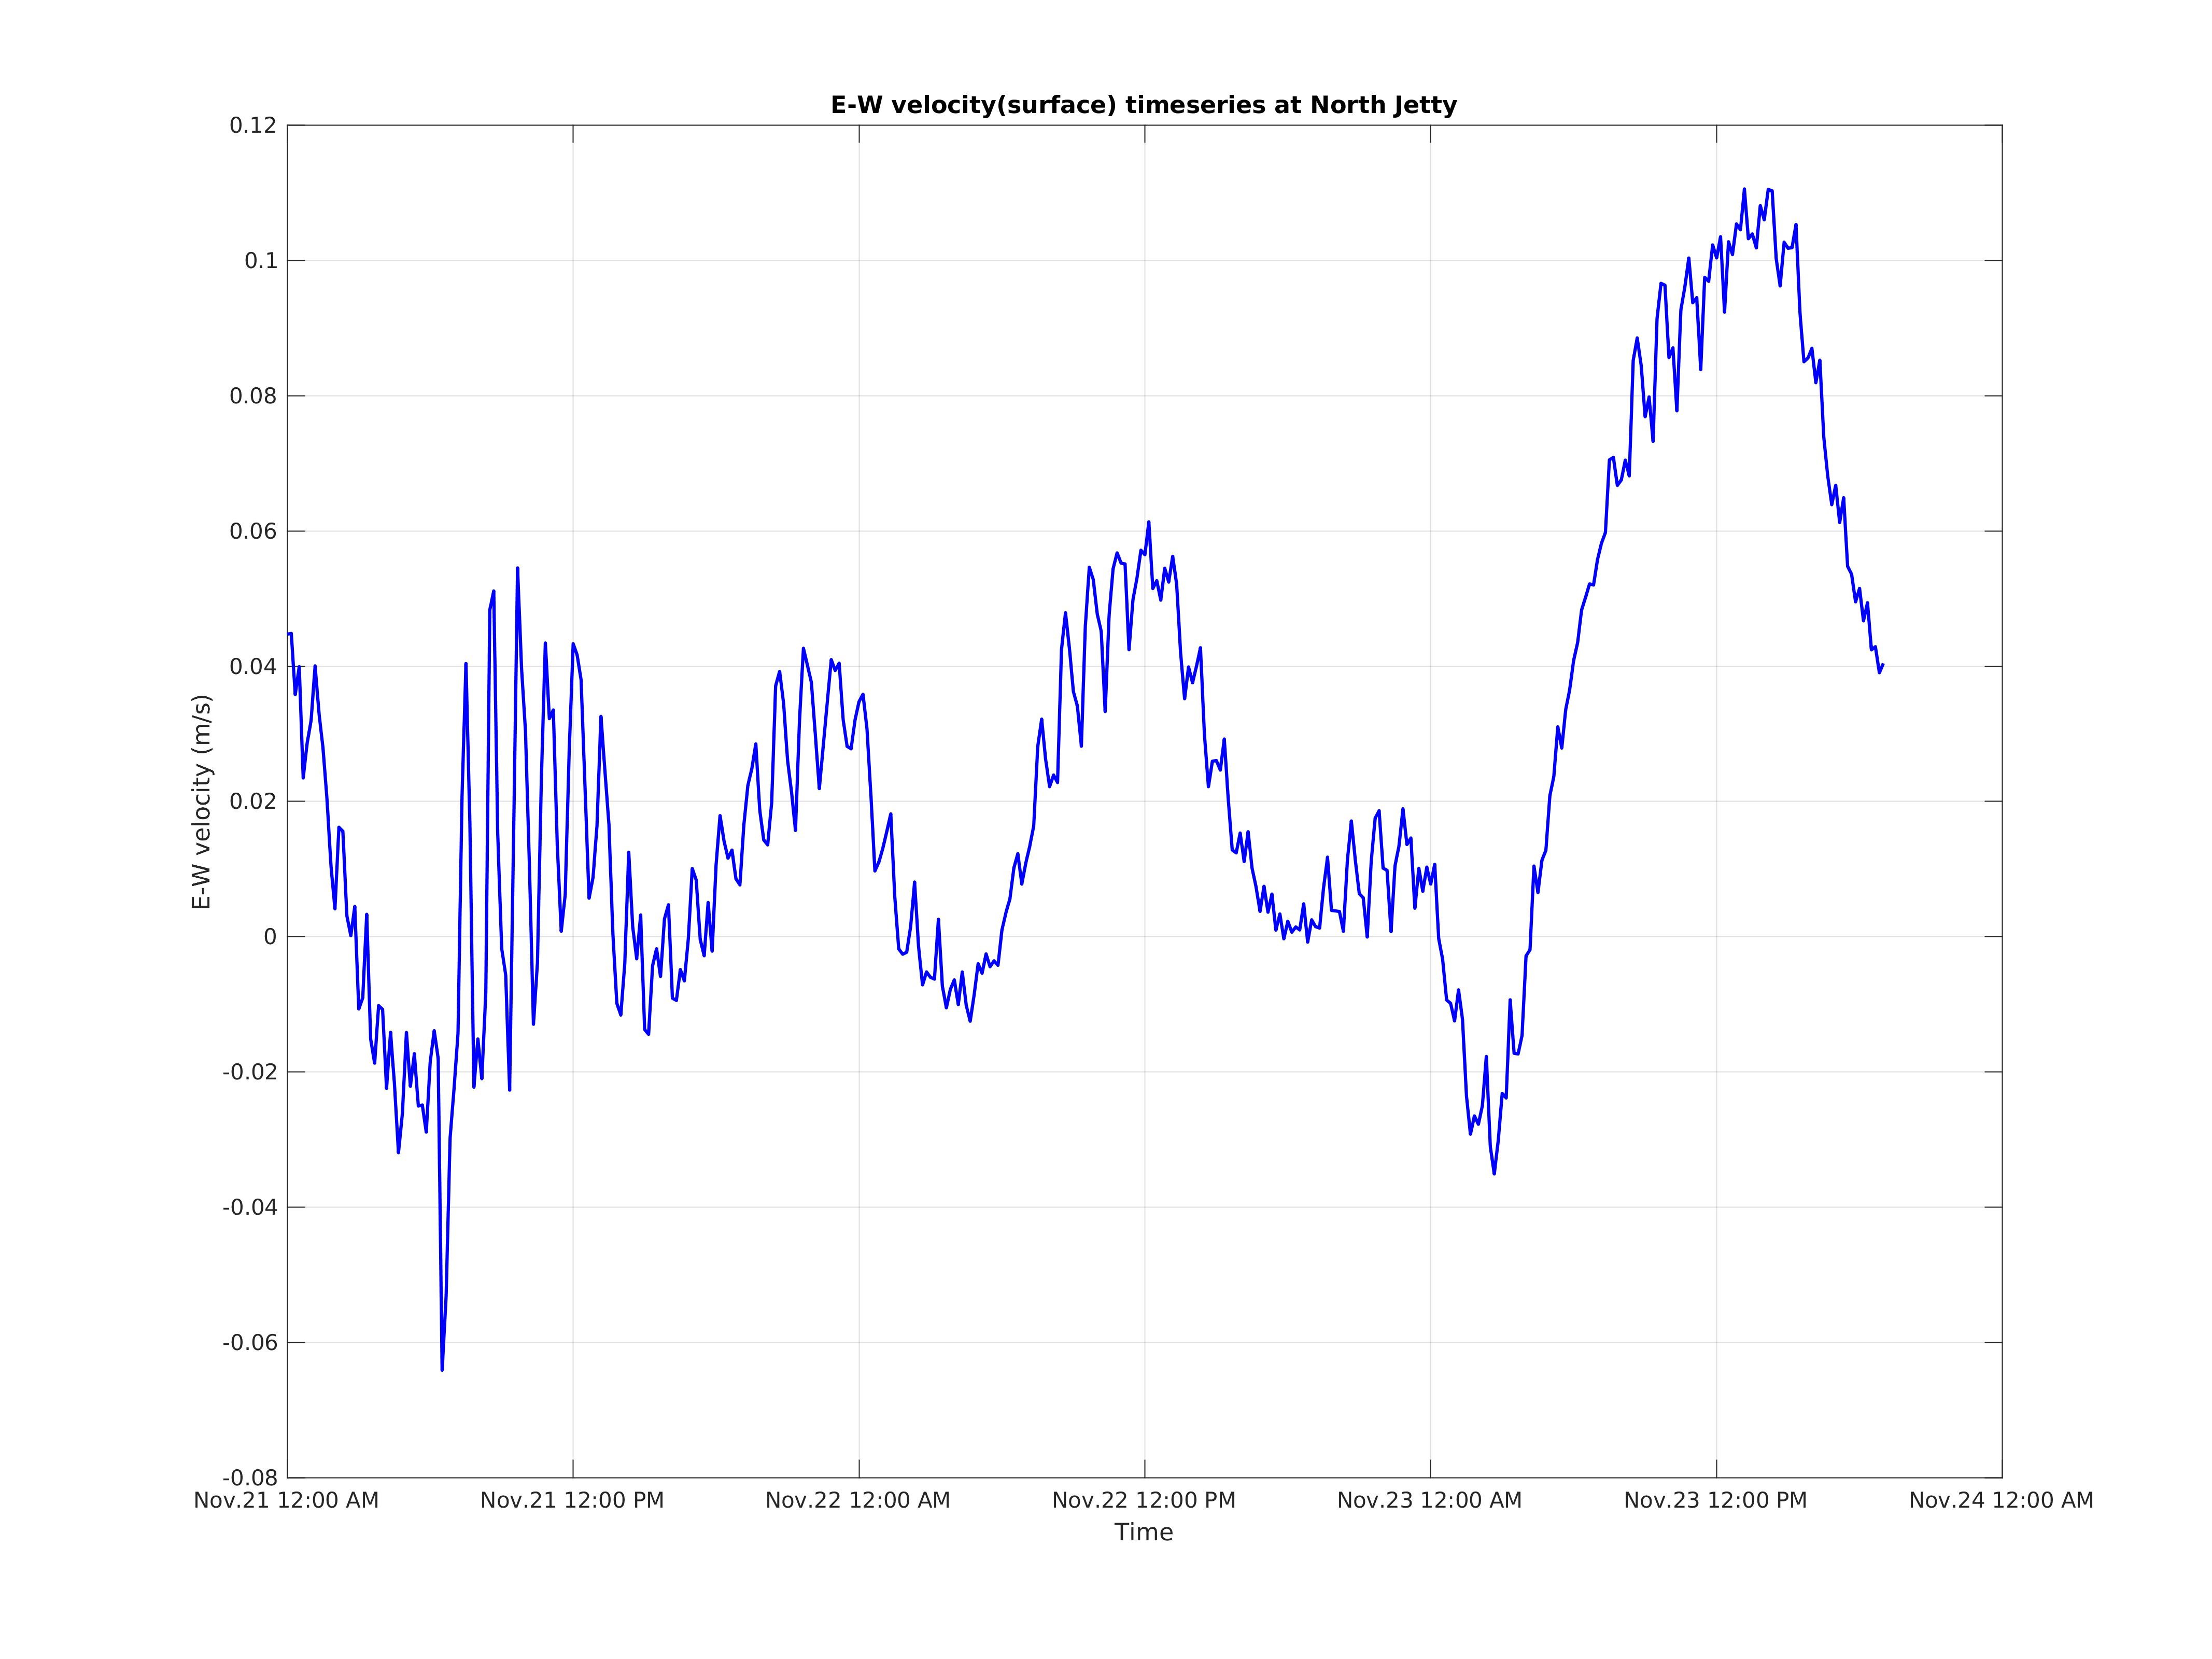 E-W velocity(surface) timeseries at North Jetty
0.12
0.1
0.08
0.06
0.04
0.02
0
-0.02
-0.04
-0.06
-0.08
E-W velocity (m/s)
Nov.21 12:00 AM
Nov.21 12:00 PM
Nov.22 12:00 AM
Nov.22 12:00 PM
Nov.23 12:00 AM
Nov.23 12:00 PM
Nov.24 12:00 AM
Time